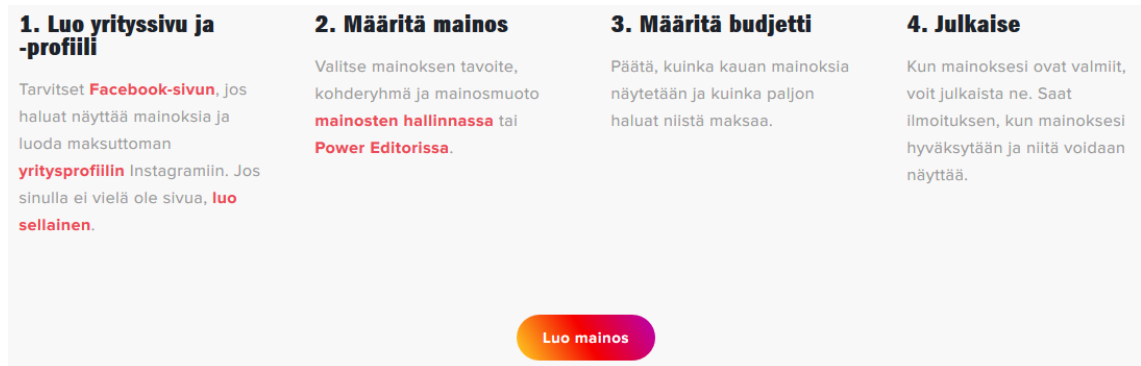 1. Luo yrityssivu ja
-profiili
Tarvitset Facebook-sivun, jos
haluat näyttää mainoksia ja
luoda maksuttoman
yritysprofiilin Instagramiin. Jos
sinulla ei vielä ole sivua, luo
sellainen.
2. Määritä mainos
Valitse mainoksen tavoite,
kohderyhmä ja mainosmuoto
mainosten hallinnassa tai
Power Editorissa.
3. Määritä budjetti
Päätä, kuinka kauan mainoksia
näytetään ja kuinka paljon
haluat niistä maksaa.
4. Julkaise
Kun mainoksesi ovat valmiit,
voit julkaista ne. Saat
ilmoituksen, kun mainoksesi
hyväksytään ja niitä voidaan
näyttää.
Luo mainos